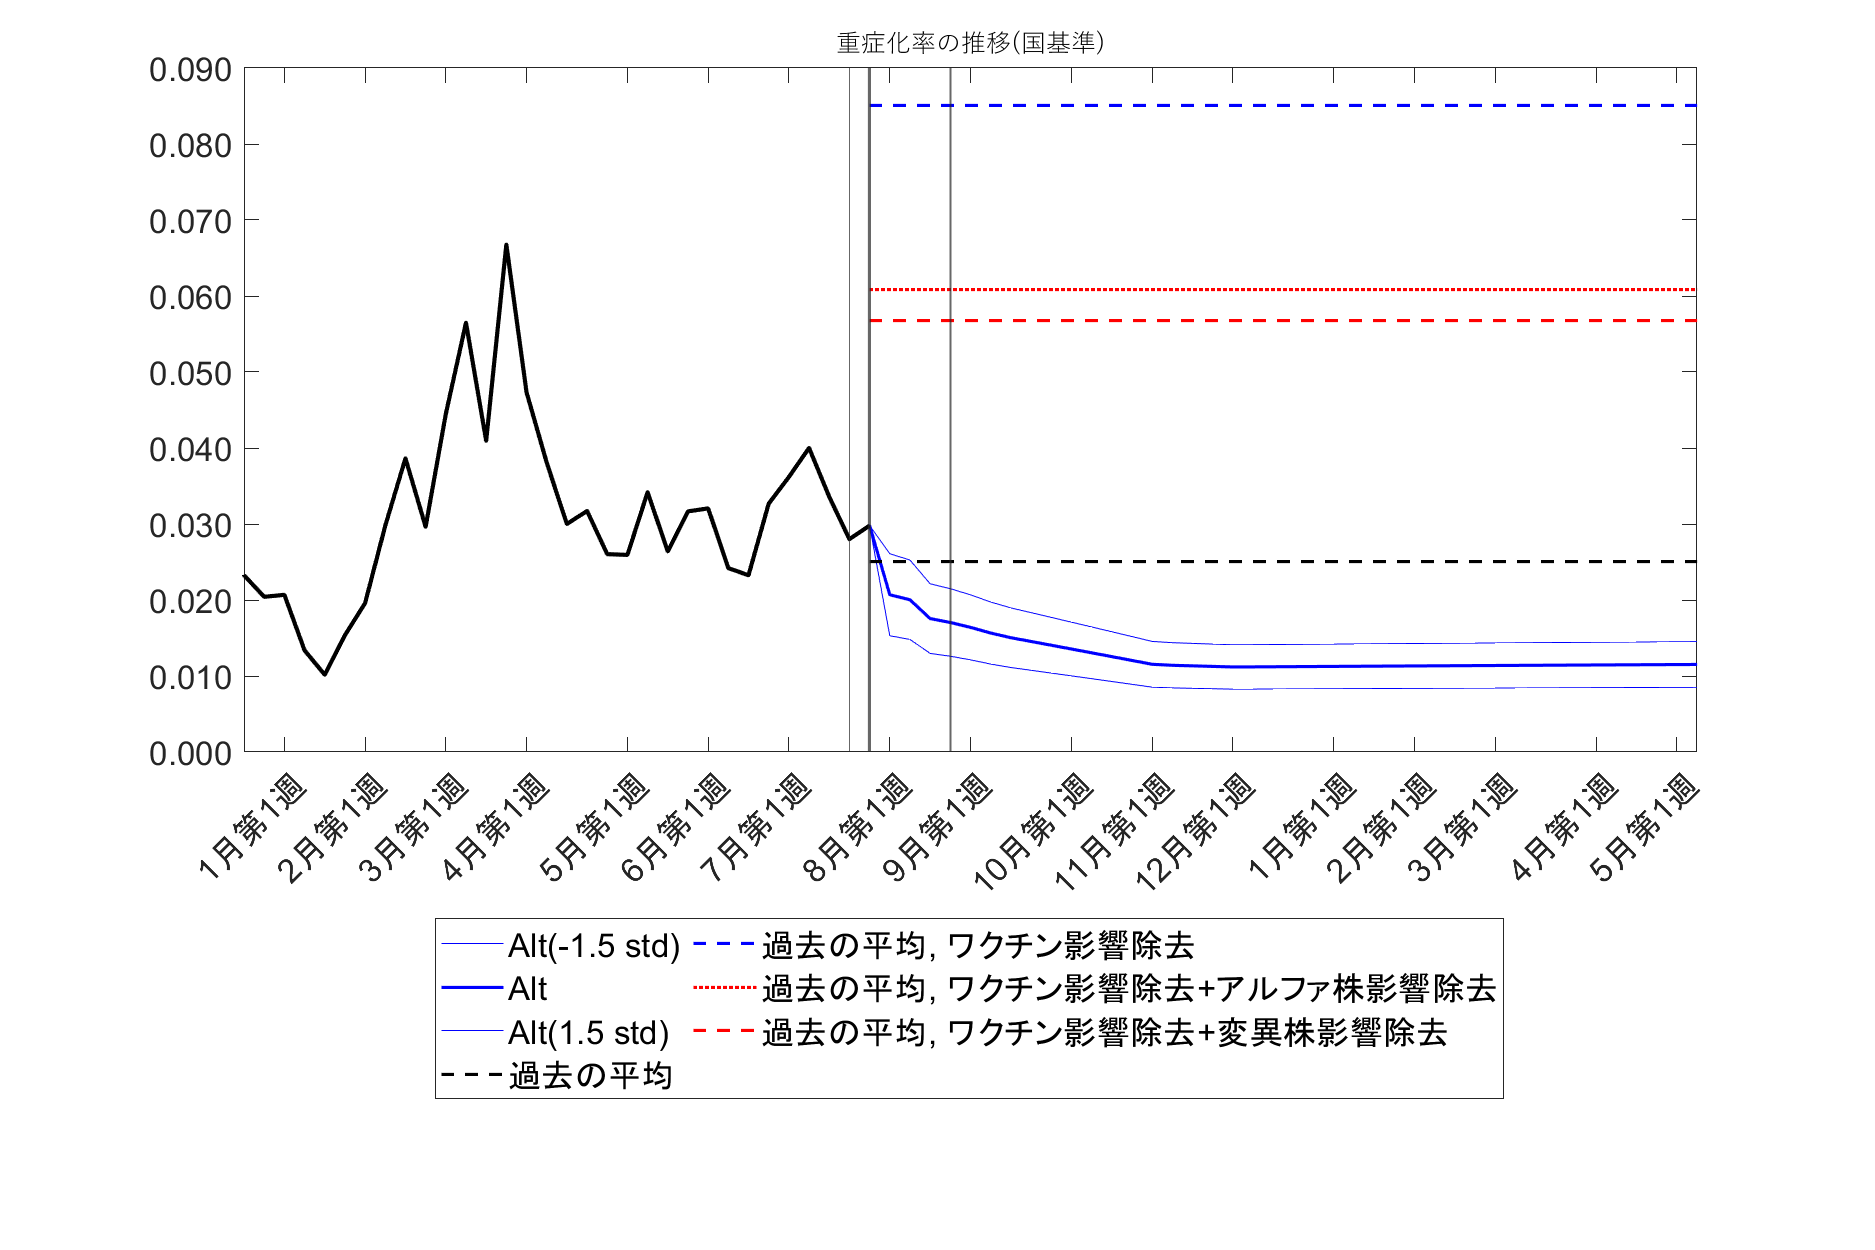 重症化率の推移(国基準)
0.090
0.080
0.070
0.060
0.050
0.040
0.030
0.020
0.010
0.000
1月第1週
2月第1週
3月第1週
4月第1週
5月第1週
6月第1週
7月第1週
8月第1週
9月第1週
10月第1週
11月第1週
12月第1週
1月第1週
2月第1週
3月第1週
4月第1週
5月第1週
Alt(-1.5 std)
Alt
Alt(1.5 std)
過去の平均
過去の平均, ワクチン影響除去
過去の平均, ワクチン影響除去+アルファ株影響除去
過去の平均, ワクチン影響除去+変異株影響除去